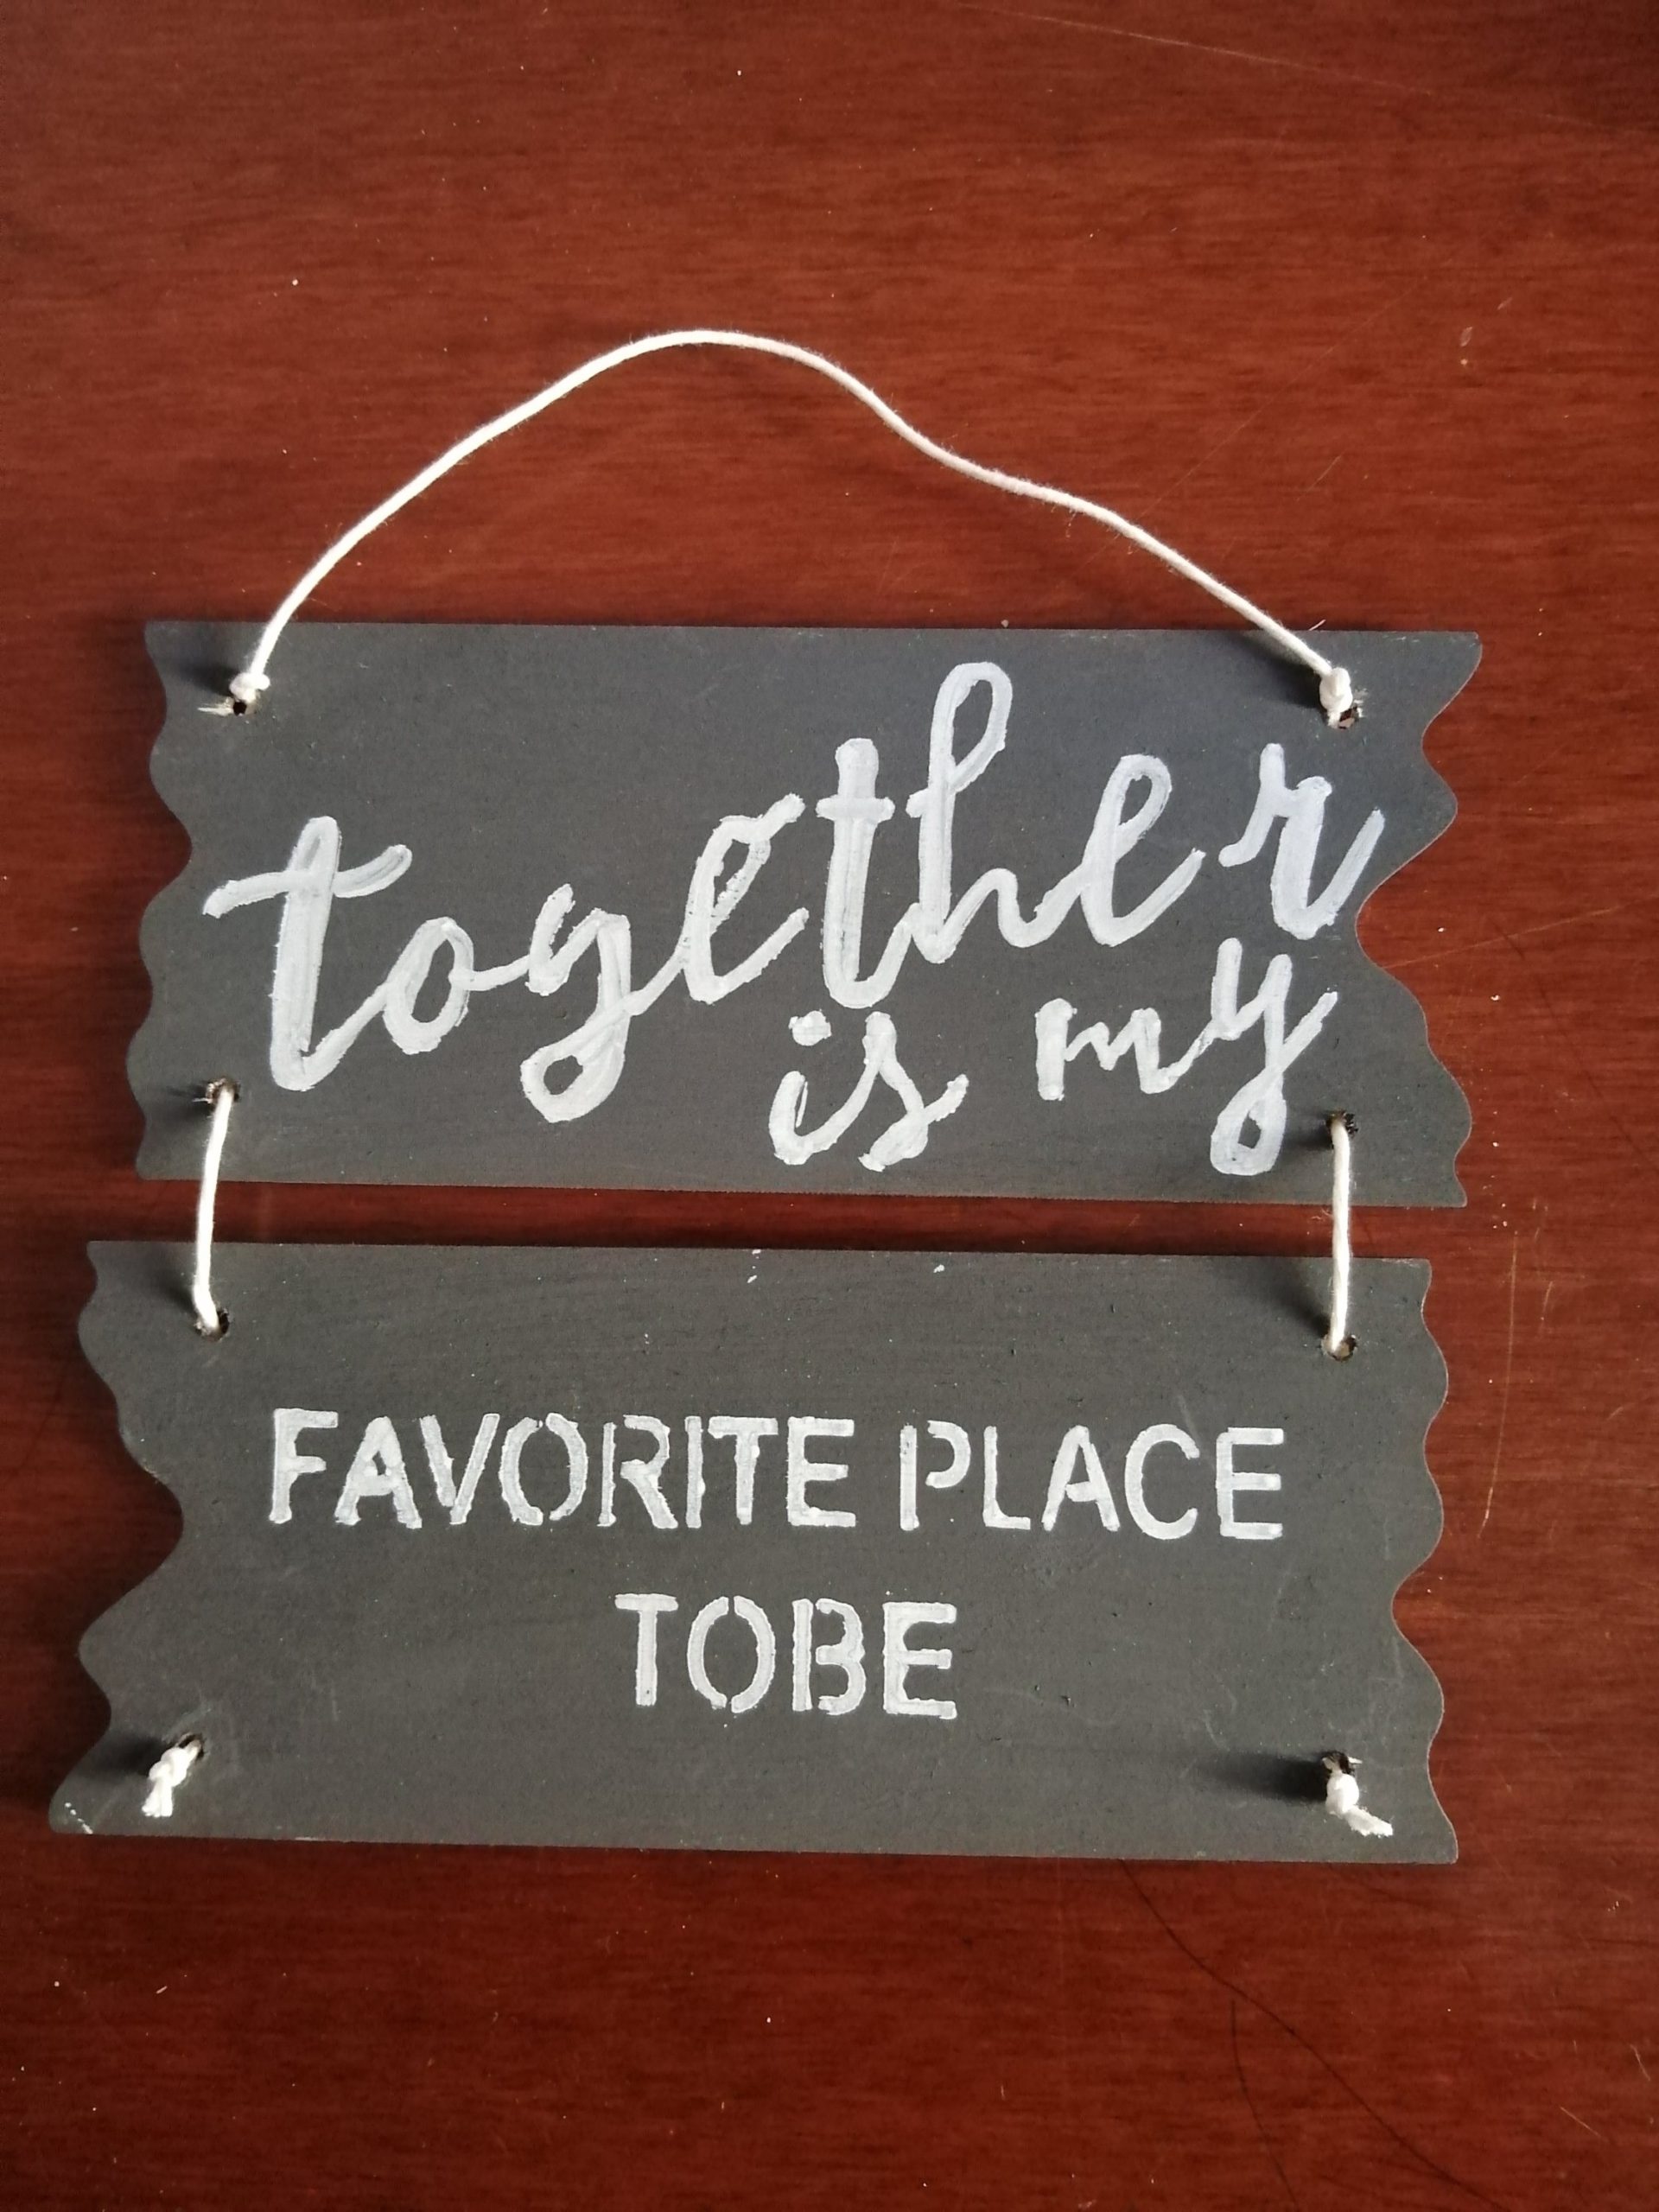 together
is my
FAVORITE PLACE
TOBE